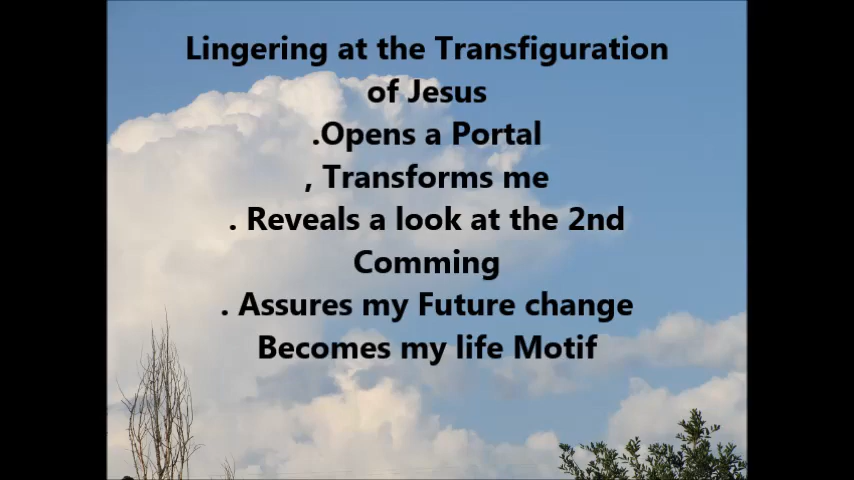 Lingering at the Transfiguration
of Jesus
.Opens a Portal
, Transforms me
. Reveals a look at the 2nd
Comming
. Assures my Future change
Becomes my life Motif